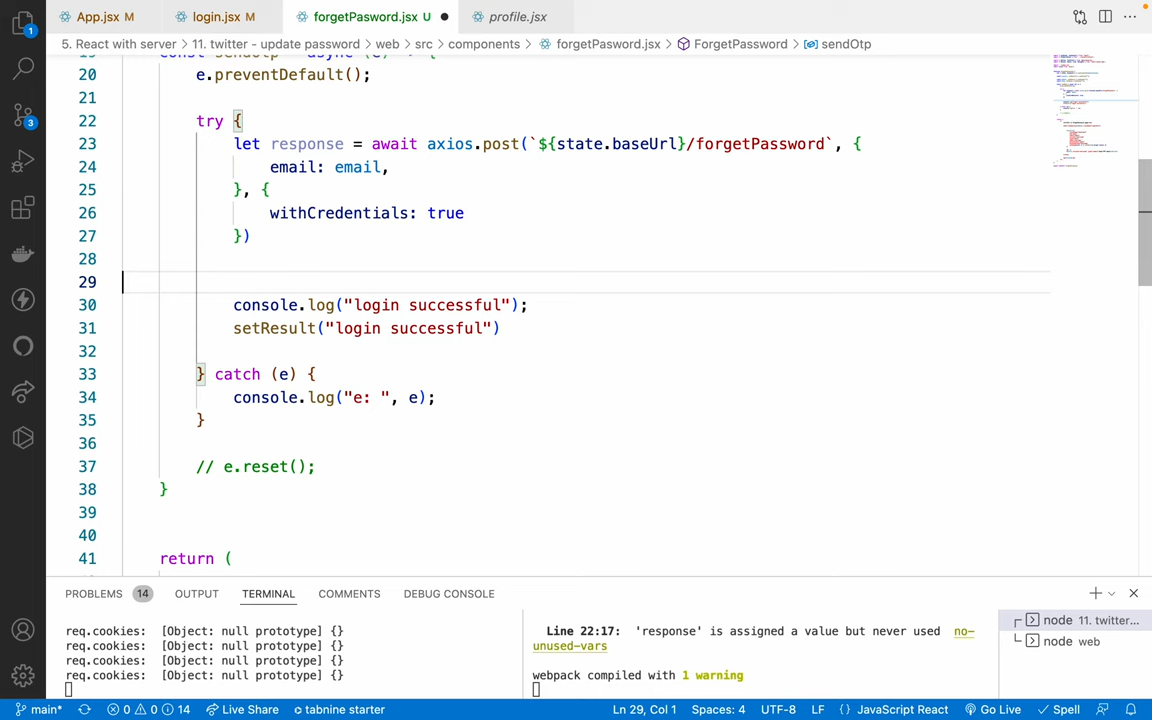 App.jsx M
login.jsx M
forgetPasword.jsx U
profile.jsx
5. React with server > 11. twitter - update password > web > src > components > forgetPasword.jsx > ForgetPassword > sendOtp
20 e.preventDefault();
21
22 try {
23 let response = await axios.post(`${state.baseUrl}/forgetPassword`, {
24 email: email,
25 }, {
26 withCredentials: true
27 })
28
29
30 console.log("login successful");
31 setResult("login successful")
32
33 } catch (e) {
34 console.log("e: ", e);
35 }
36
37 // e.reset();
38 }
39
40
41 return (
PROBLEMS 14 OUTPUT TERMINAL COMMENTS DEBUG CONSOLE
req.cookies: [Object: null prototype] {}
req.cookies: [Object: null prototype] {}
req.cookies: [Object: null prototype] {}
req.cookies: [Object: null prototype] {}
Line 22:17: 'response' is assigned a value but never used no-
unused-vars
webpack compiled with 1 warning
node 11. twitter...
node web
1
3
main* 0 0 14 Live Share tabnine starter Ln 29, Col 1 Spaces: 4 UTF-8 LF {} JavaScript React Go Live Spell